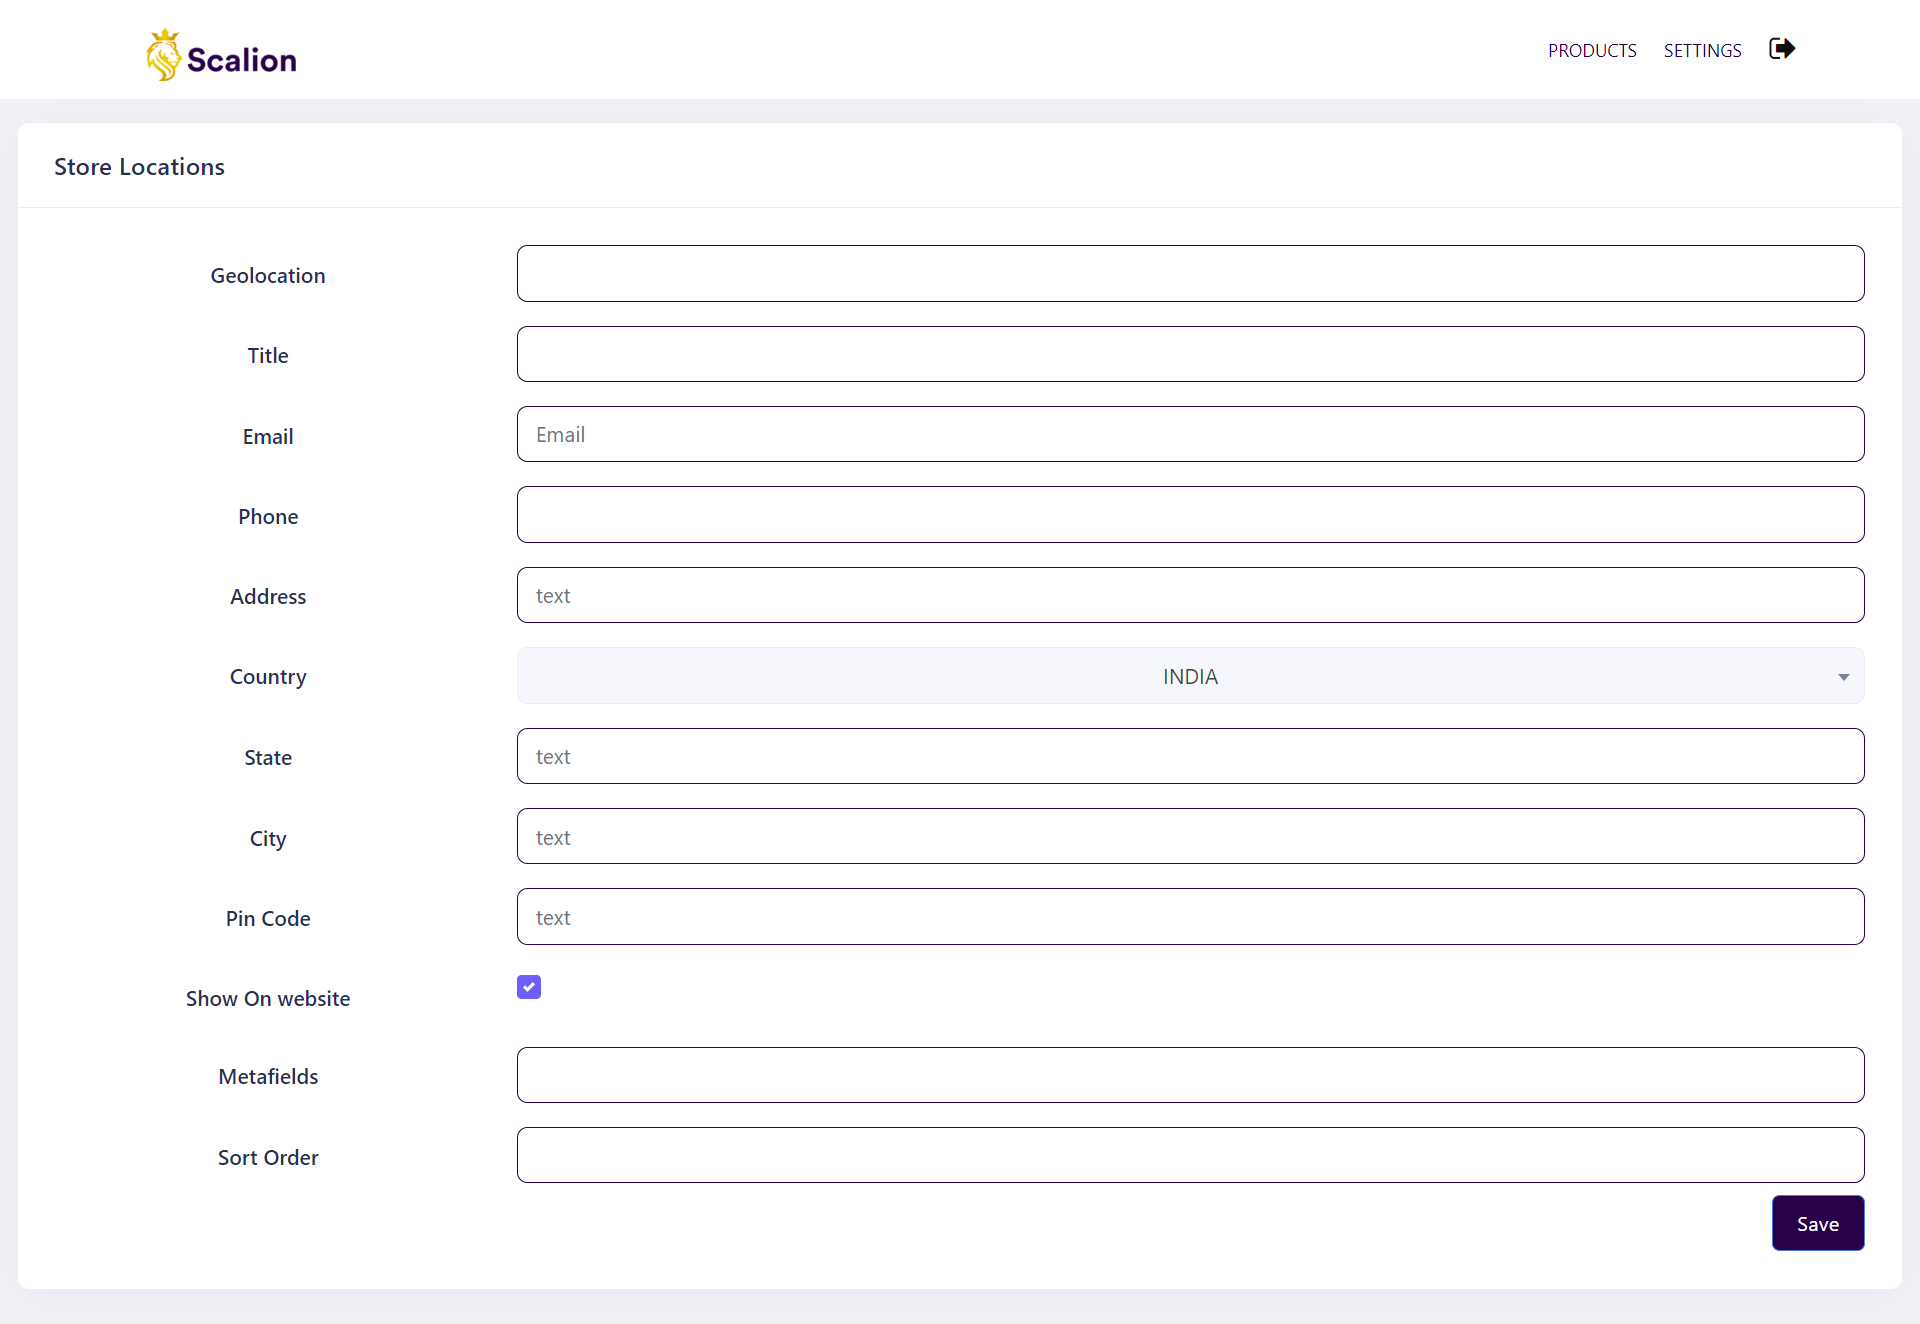 Scalion
PRODUCTS SETTINGS
Store Locations
Geolocation
Title
Email Email
Phone
Address text
Country INDIA
State text
City text
Pin Code text
Show On website
Metafields
Sort Order
Save